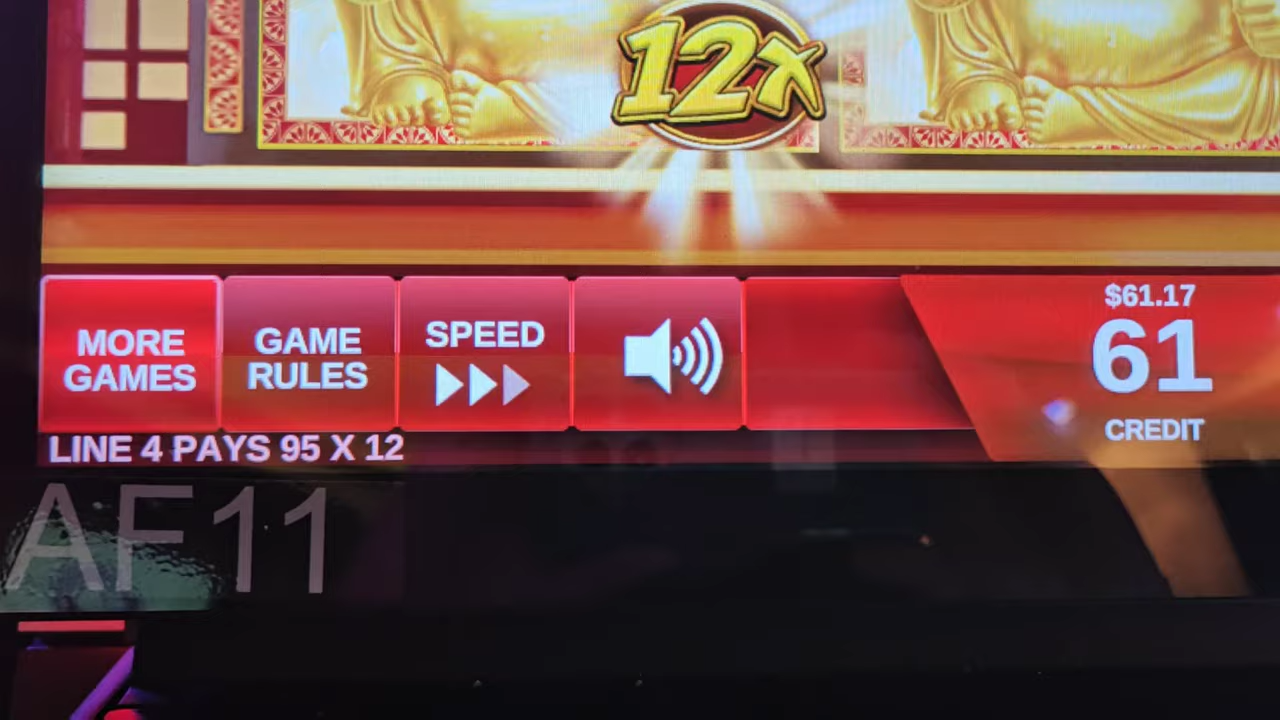 12x
MORE
GAMES
GAME
RULES
SPEED
$61.17
61
CREDIT
LINE 4 PAYS 95 X 12
AF11